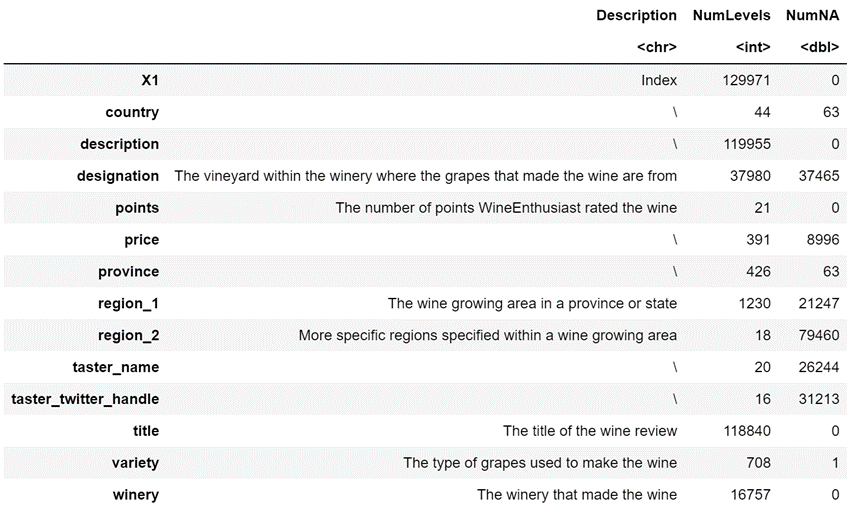 Description NumLevels NumNA
<chr> <int> <dbl>
X1 Index 129971 0
country \ 44 63
description \ 119955 0
designation The vineyard within the winery where the grapes that made the wine are from 37980 37465
points The number of points WineEnthusiast rated the wine 21 0
price \ 391 8996
province \ 426 63
region_1 The wine growing area in a province or state 1230 21247
region_2 More specific regions specified within a wine growing area 18 79460
taster_name \ 20 26244
taster_twitter_handle \ 16 31213
title The title of the wine review 118840 0
variety The type of grapes used to make the wine 708 1
winery The winery that made the wine 16757 0